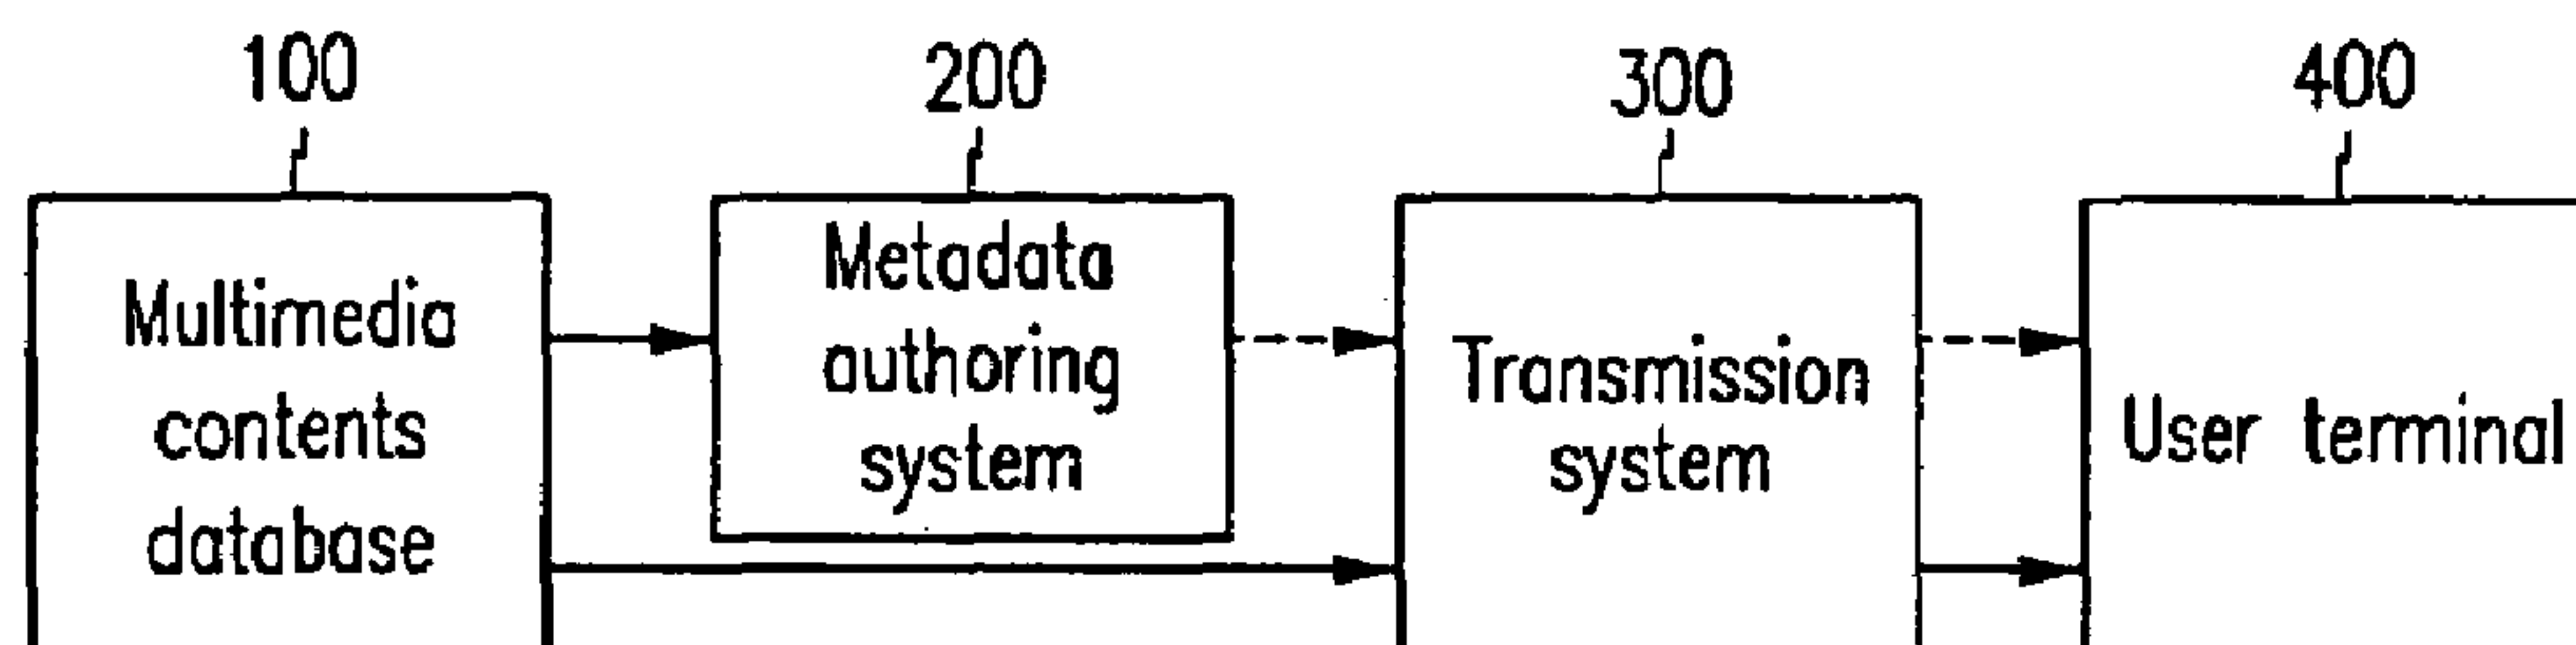 100
200
300
400
Multimedia
contents
database
Metadata
authoring
system
Transmission
system
User terminal